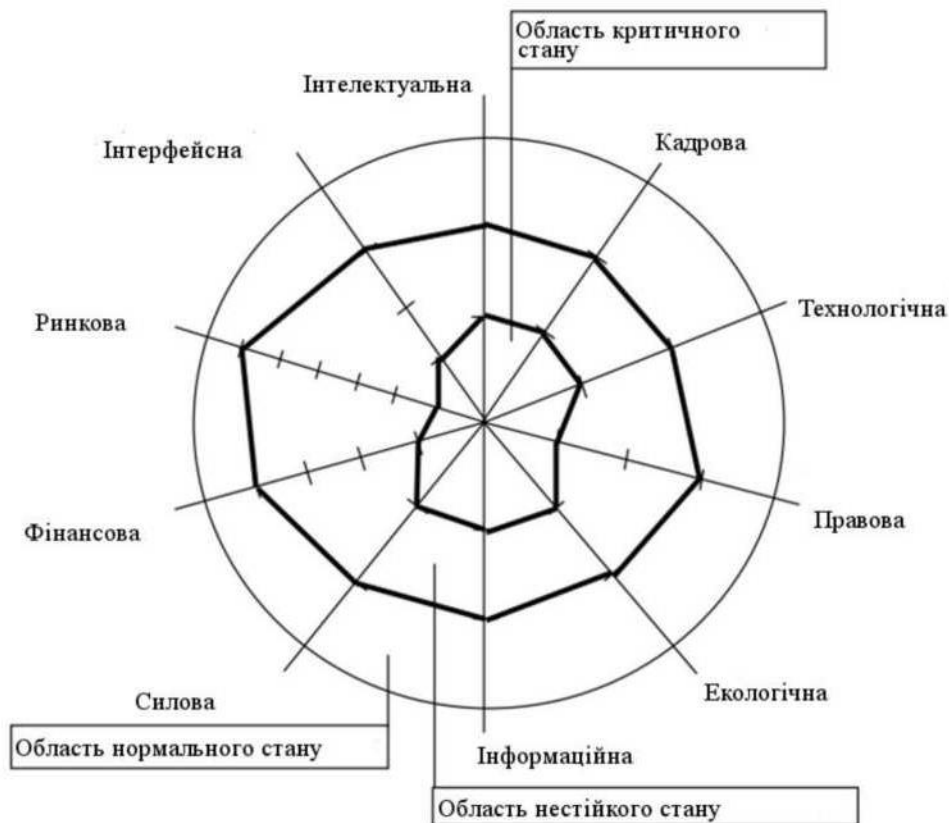 Область критичного
стану
Інтелектуальна
Інтерфейсна
Кадрова
Технологічна
Ринкова
Фінансова
Правова
Екологічна
Силова
Область нормального стану
Інформаційна
Область нестійкого стану